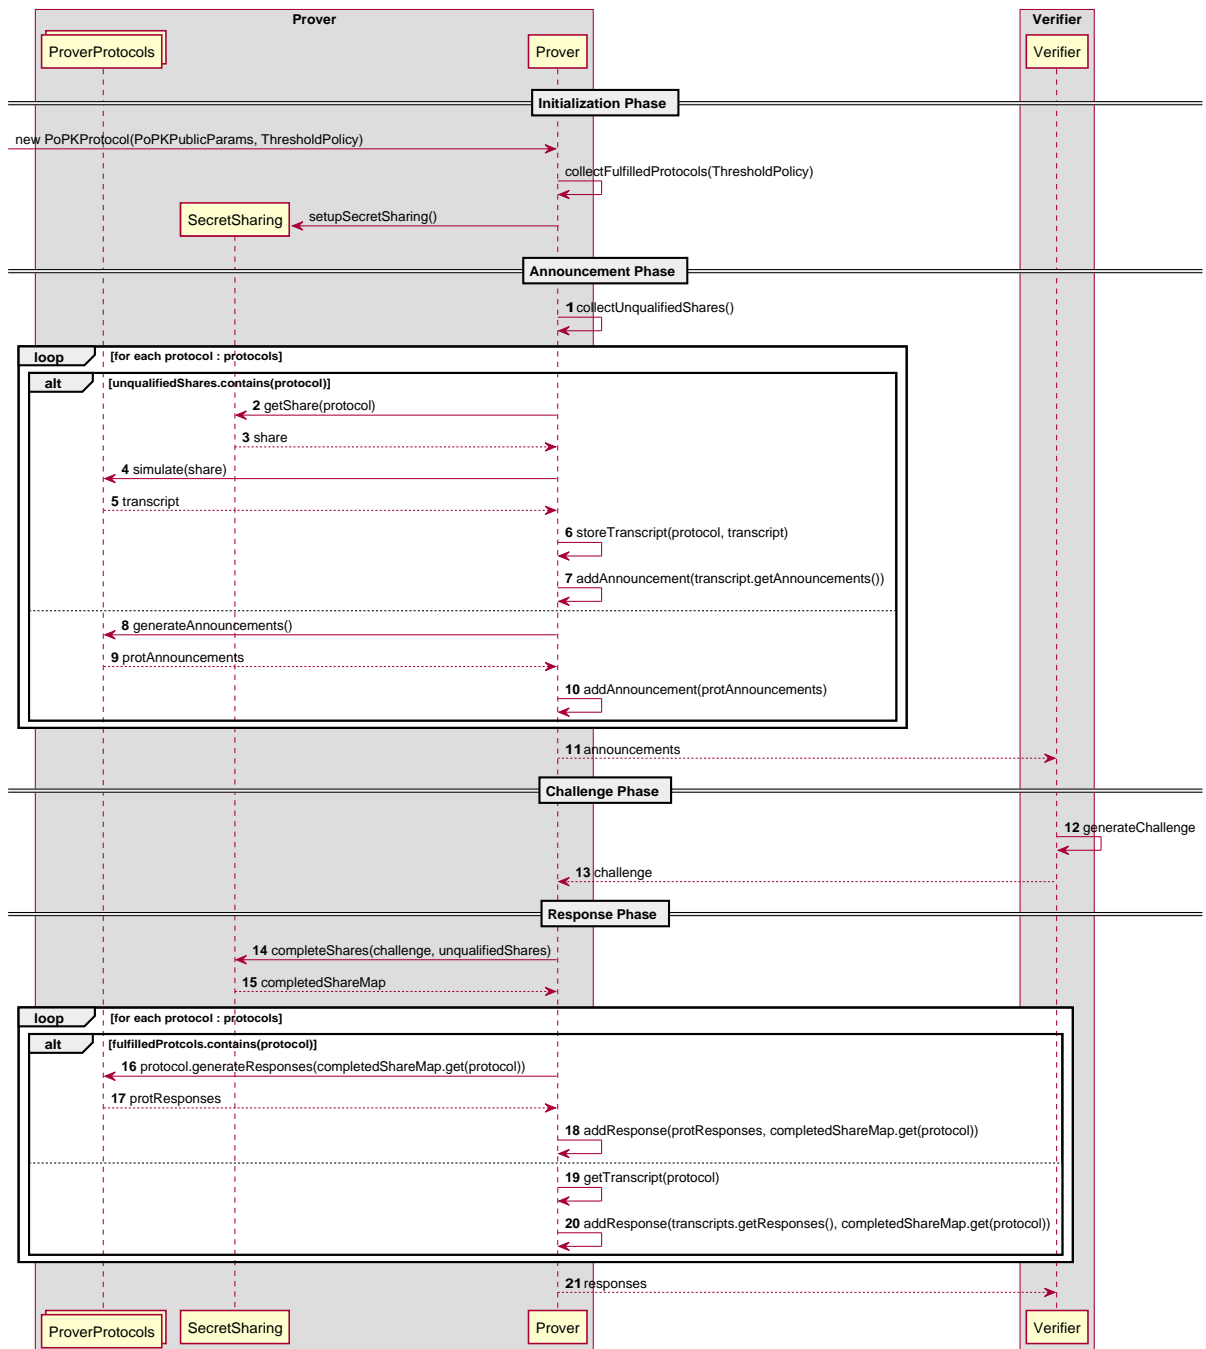 Prover
Verifier
ProverProtocols
Prover
Verifier
Initialization Phase
new PoPKProtocol(PoPKPublicParams, ThresholdPolicy)
collectFulfilledProtocols(ThresholdPolicy)
SecretSharing
setupSecretSharing()
Announcement Phase
1 collectUnqualifiedShares()
loop [for each protocol : protocols]
alt [unqualifiedShares.contains(protocol)]
2 getShare(protocol)
3 share
4 simulate(share)
5 transcript
6 storeTranscript(protocol, transcript)
7 addAnnouncement(transcript.getAnnouncements())
8 generateAnnouncements()
9 protAnnouncements
10 addAnnouncement(protAnnouncements)
11 announcements
Challenge Phase
12 generateChallenge
13 challenge
Response Phase
14 completeShares(challenge, unqualifiedShares)
15 completedShareMap
loop [for each protocol : protocols]
alt [fulfilledProtcols.contains(protocol)]
16 protocol.generateResponses(completedShareMap.get(protocol))
17 protResponses
18 addResponse(protResponses, completedShareMap.get(protocol))
19 getTranscript(protocol)
20 addResponse(transcripts.getResponses(), completedShareMap.get(protocol))
21 responses
ProverProtocols
SecretSharing
Prover
Verifier